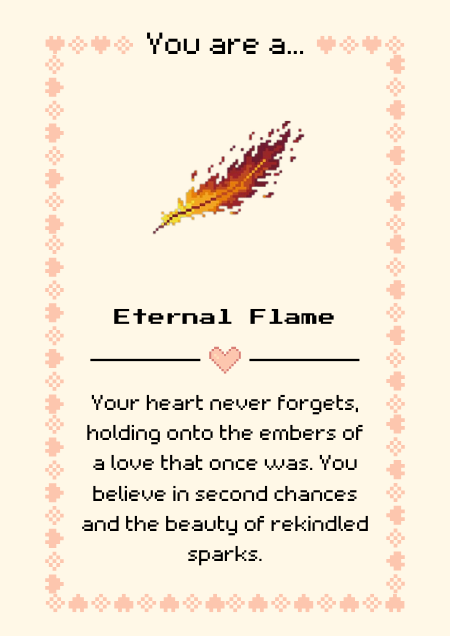 You are a...
Eternal Flame
Your heart never forgets,
holding onto the embers of
a love that once was. You
believe in second chances
and the beauty of rekindled
sparks.